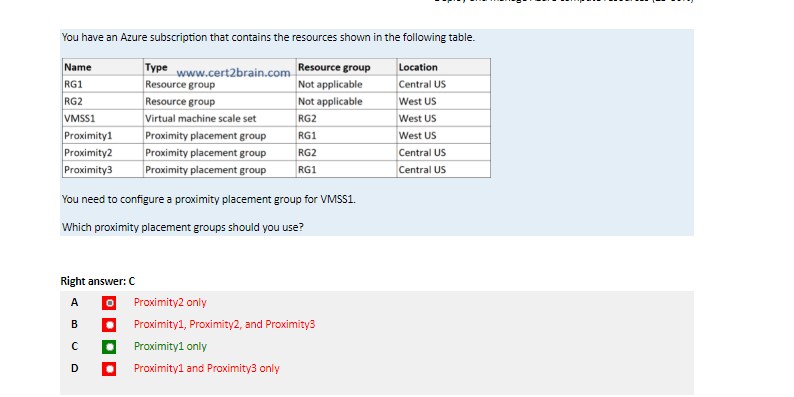 You have an Azure subscription that contains the resources shown in the following table.
Name Type Resource group Location
www.cert2brain.com
RG1 Resource group Not applicable Central US
RG2 Resource group Not applicable West US
VMSS1 Virtual machine scale set RG2 West US
Proximity1 Proximity placement group RG1 West US
Proximity2 Proximity placement group RG2 Central US
Proximity3 Proximity placement group RG1 Central US
You need to configure a proximity placement group for VMSS1.
Which proximity placement groups should you use?
Right answer: C
A Proximity2 only
B Proximity1, Proximity2, and Proximity3
C Proximity1 only
D Proximity1 and Proximity3 only